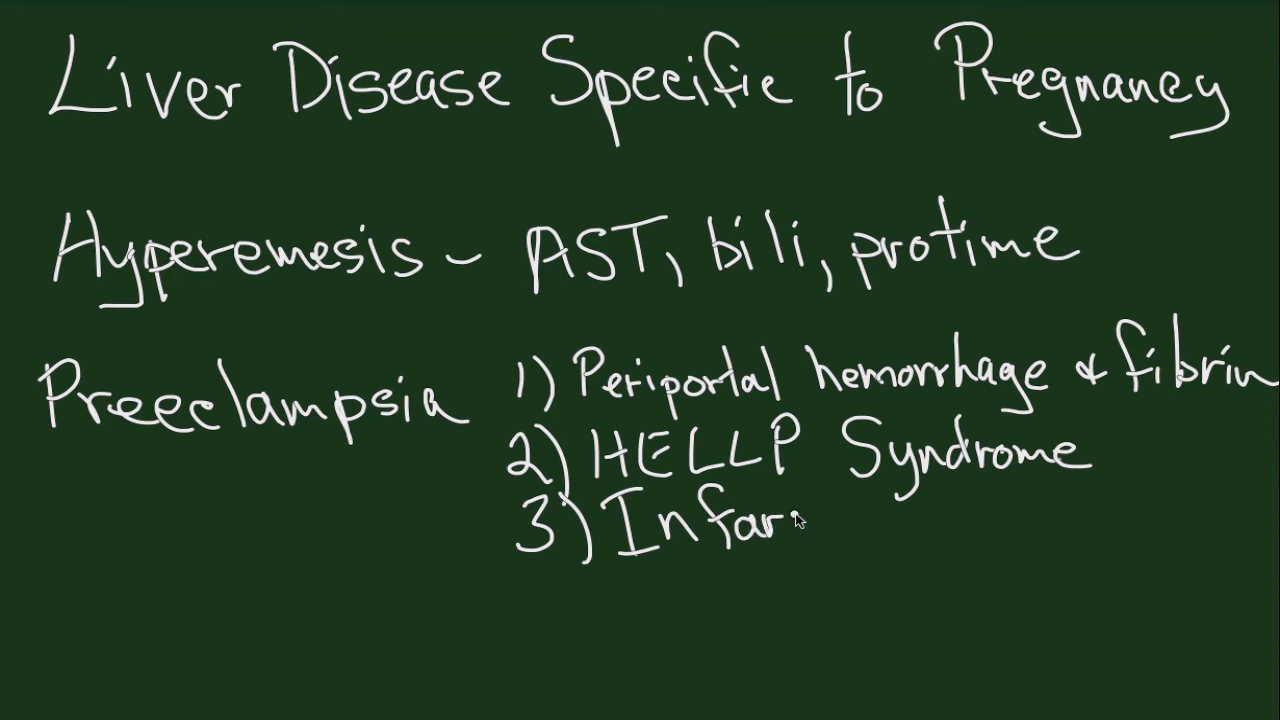 Liver Disease Specific to Pregnancy
Hyperemesis - AST, bili, protime
Preeclampsia 1) Periportal hemorrhage & fibrin
2) HELLP Syndrome
3) Infar